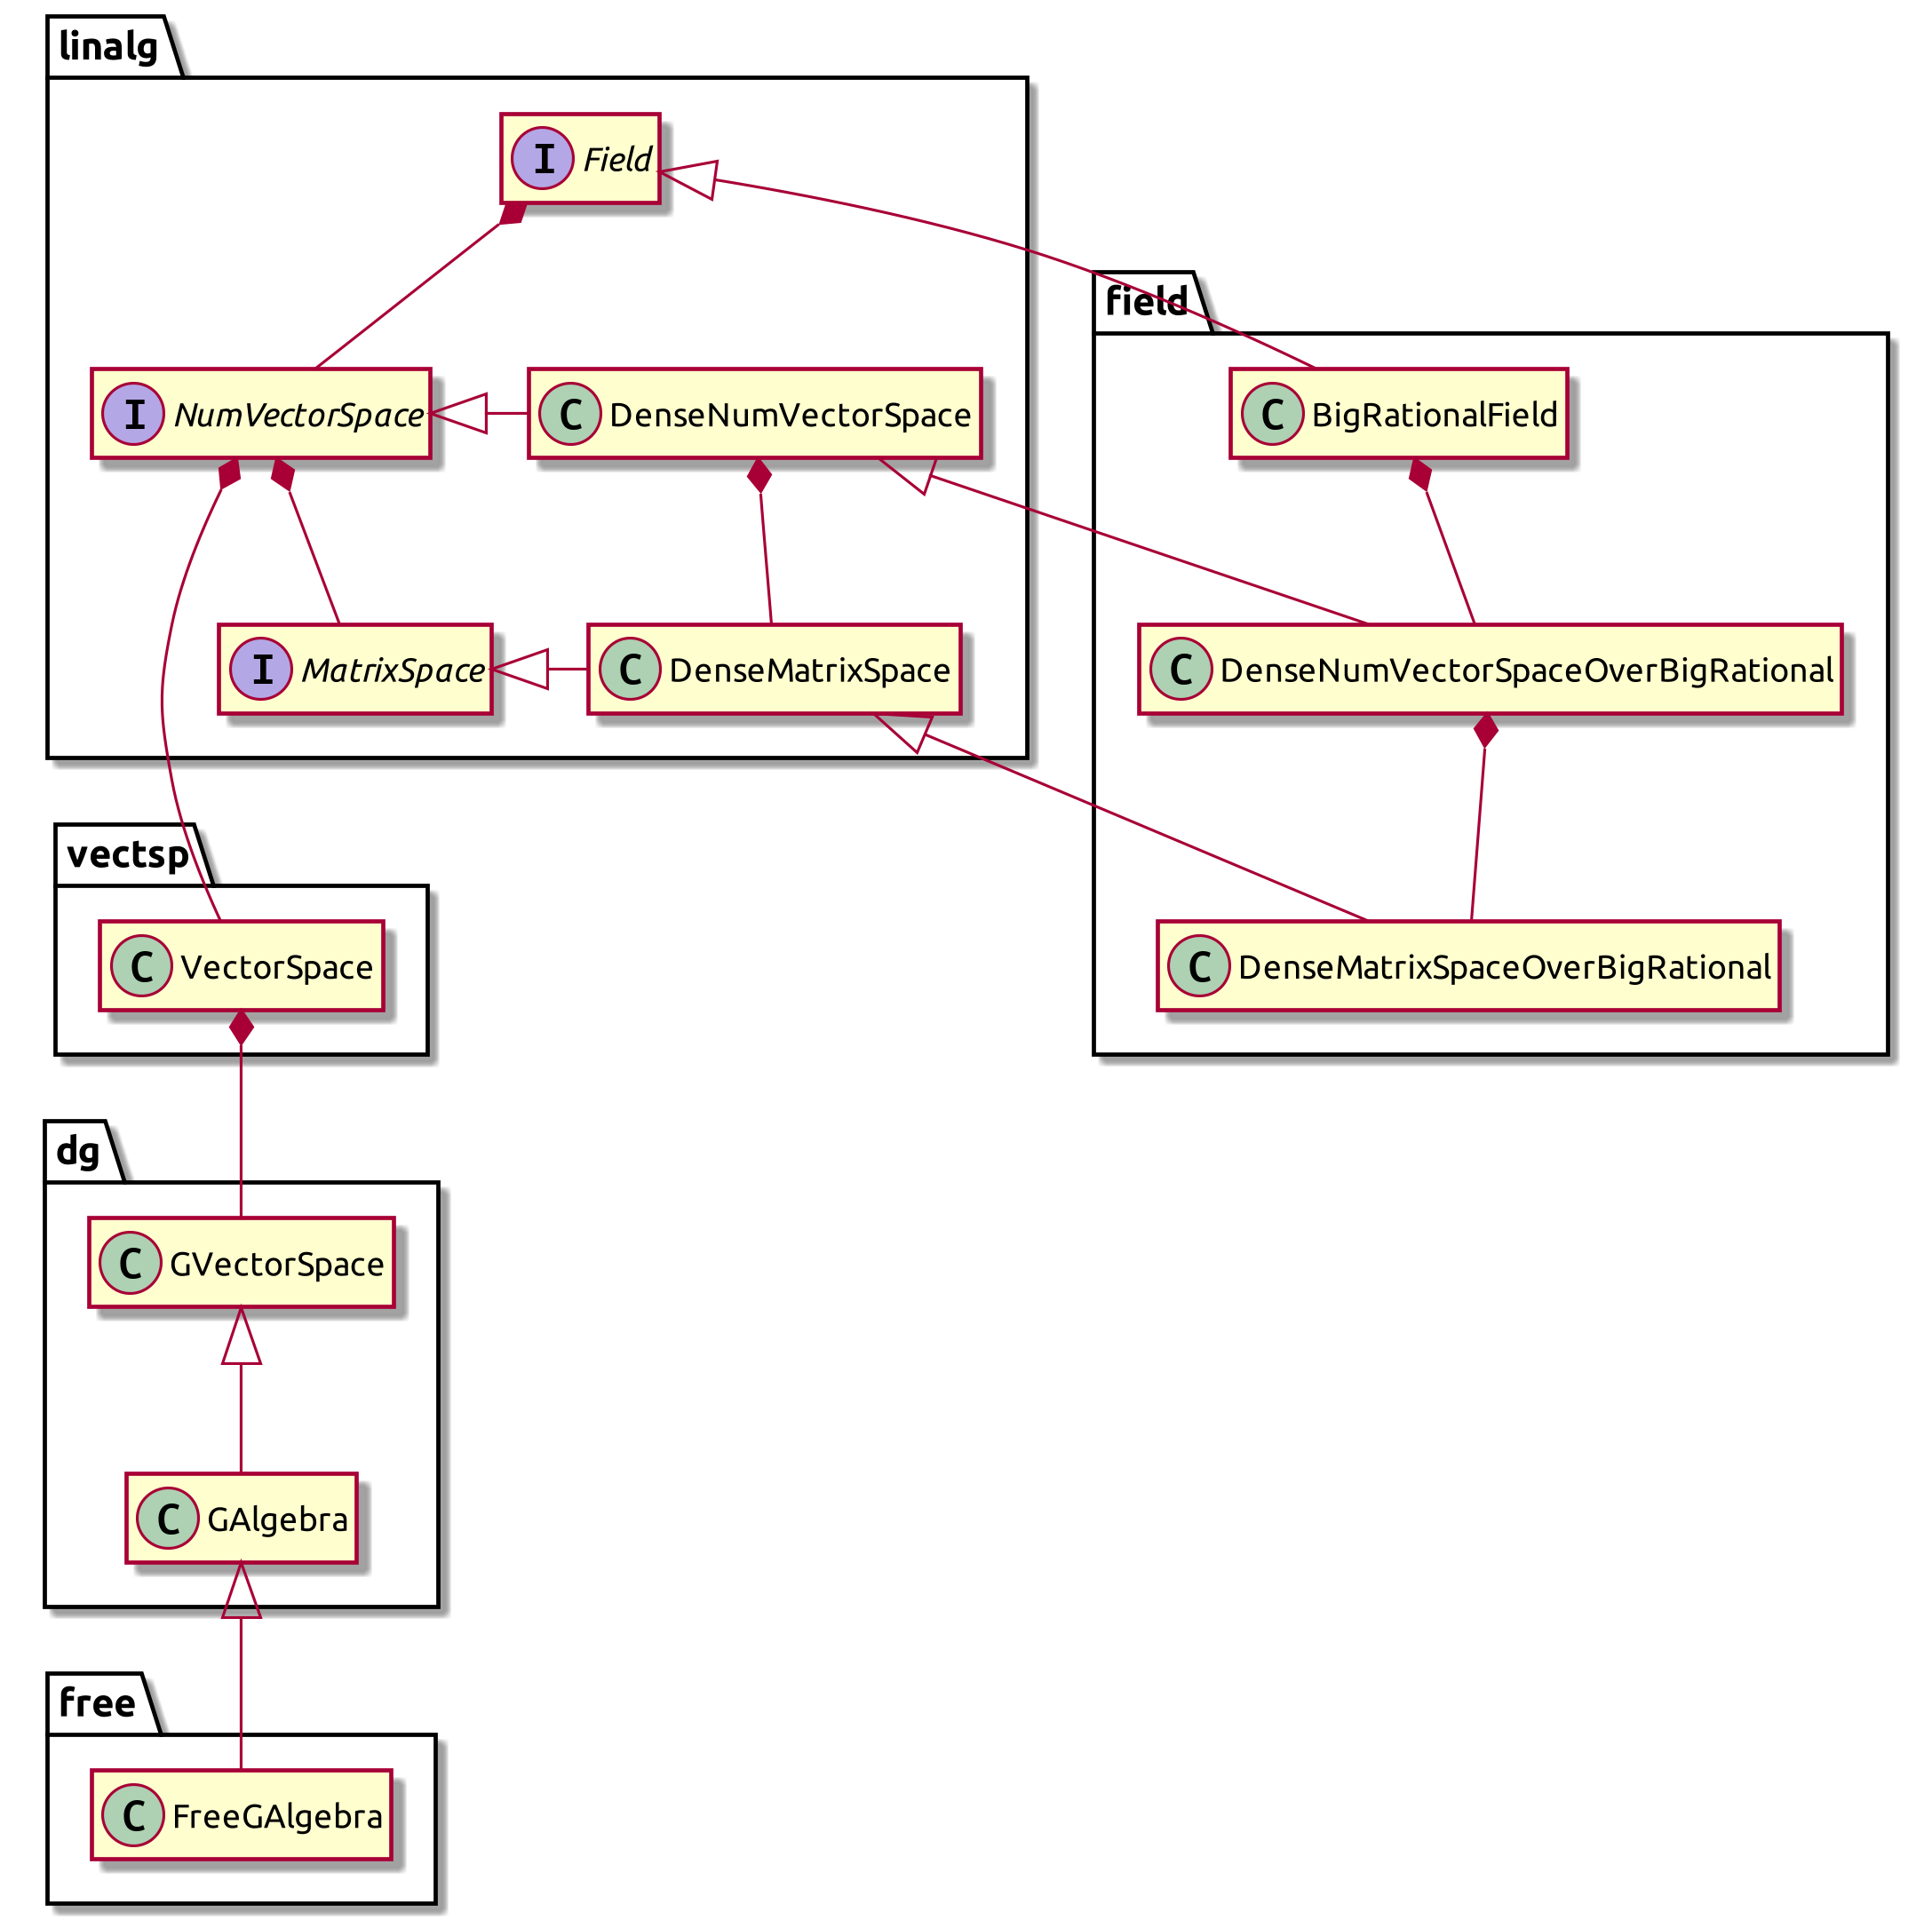 linalg
I Field
field
I NumVectorSpace
C DenseNumVectorSpace
C BigRationalField
I MatrixSpace
C DenseMatrixSpace
C DenseNumVectorSpaceOverBigRational
vectsp
C VectorSpace
C DenseMatrixSpaceOverBigRational
dg
C GVectorSpace
C GAlgebra
free
C FreeGAlgebra